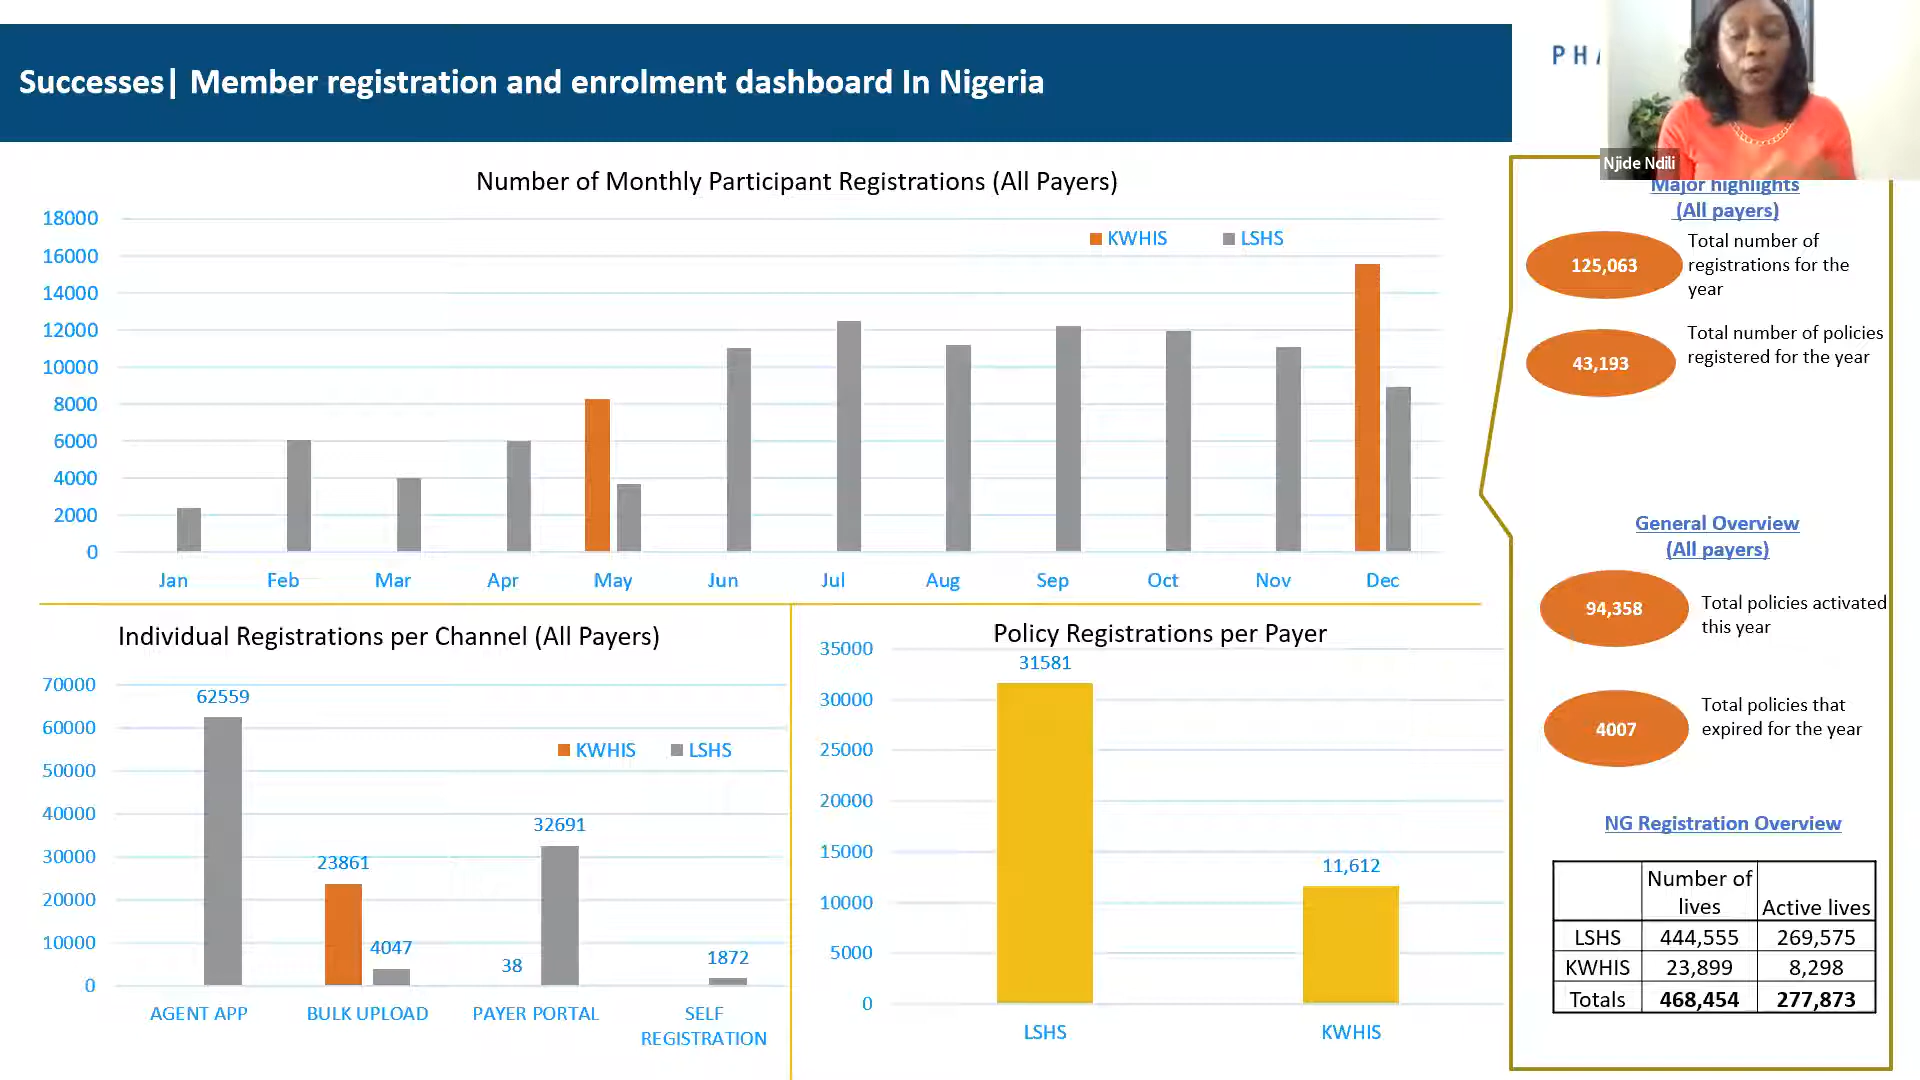 Successes| Member registration and enrolment dashboard In Nigeria
PHA
Njide Ndili
Number of Monthly Participant Registrations (All Payers)
KWHIS
LSHS
18000
16000
14000
12000
10000
8000
6000
4000
2000
0
Jan
Feb
Mar
Apr
May
Jun
Jul
Aug
Sep
Oct
Nov
Dec
Individual Registrations per Channel (All Payers)
KWHIS
LSHS
70000
60000
50000
40000
30000
20000
10000
0
62559
23861
4047
38
32691
1872
AGENT APP
BULK UPLOAD
PAYER PORTAL
SELF
REGISTRATION
Policy Registrations per Payer
35000
30000
25000
20000
15000
10000
5000
0
31581
11,612
LSHS
KWHIS
Major highlights
(All payers)
125,063
Total number of
registrations for the
year
43,193
Total number of policies
registered for the year
General Overview
(All payers)
94,358
Total policies activated
this year
4007
Total policies that
expired for the year
NG Registration Overview
Number of
lives
Active lives
LSHS 444,555 269,575
KWHIS 23,899 8,298
Totals 468,454 277,873